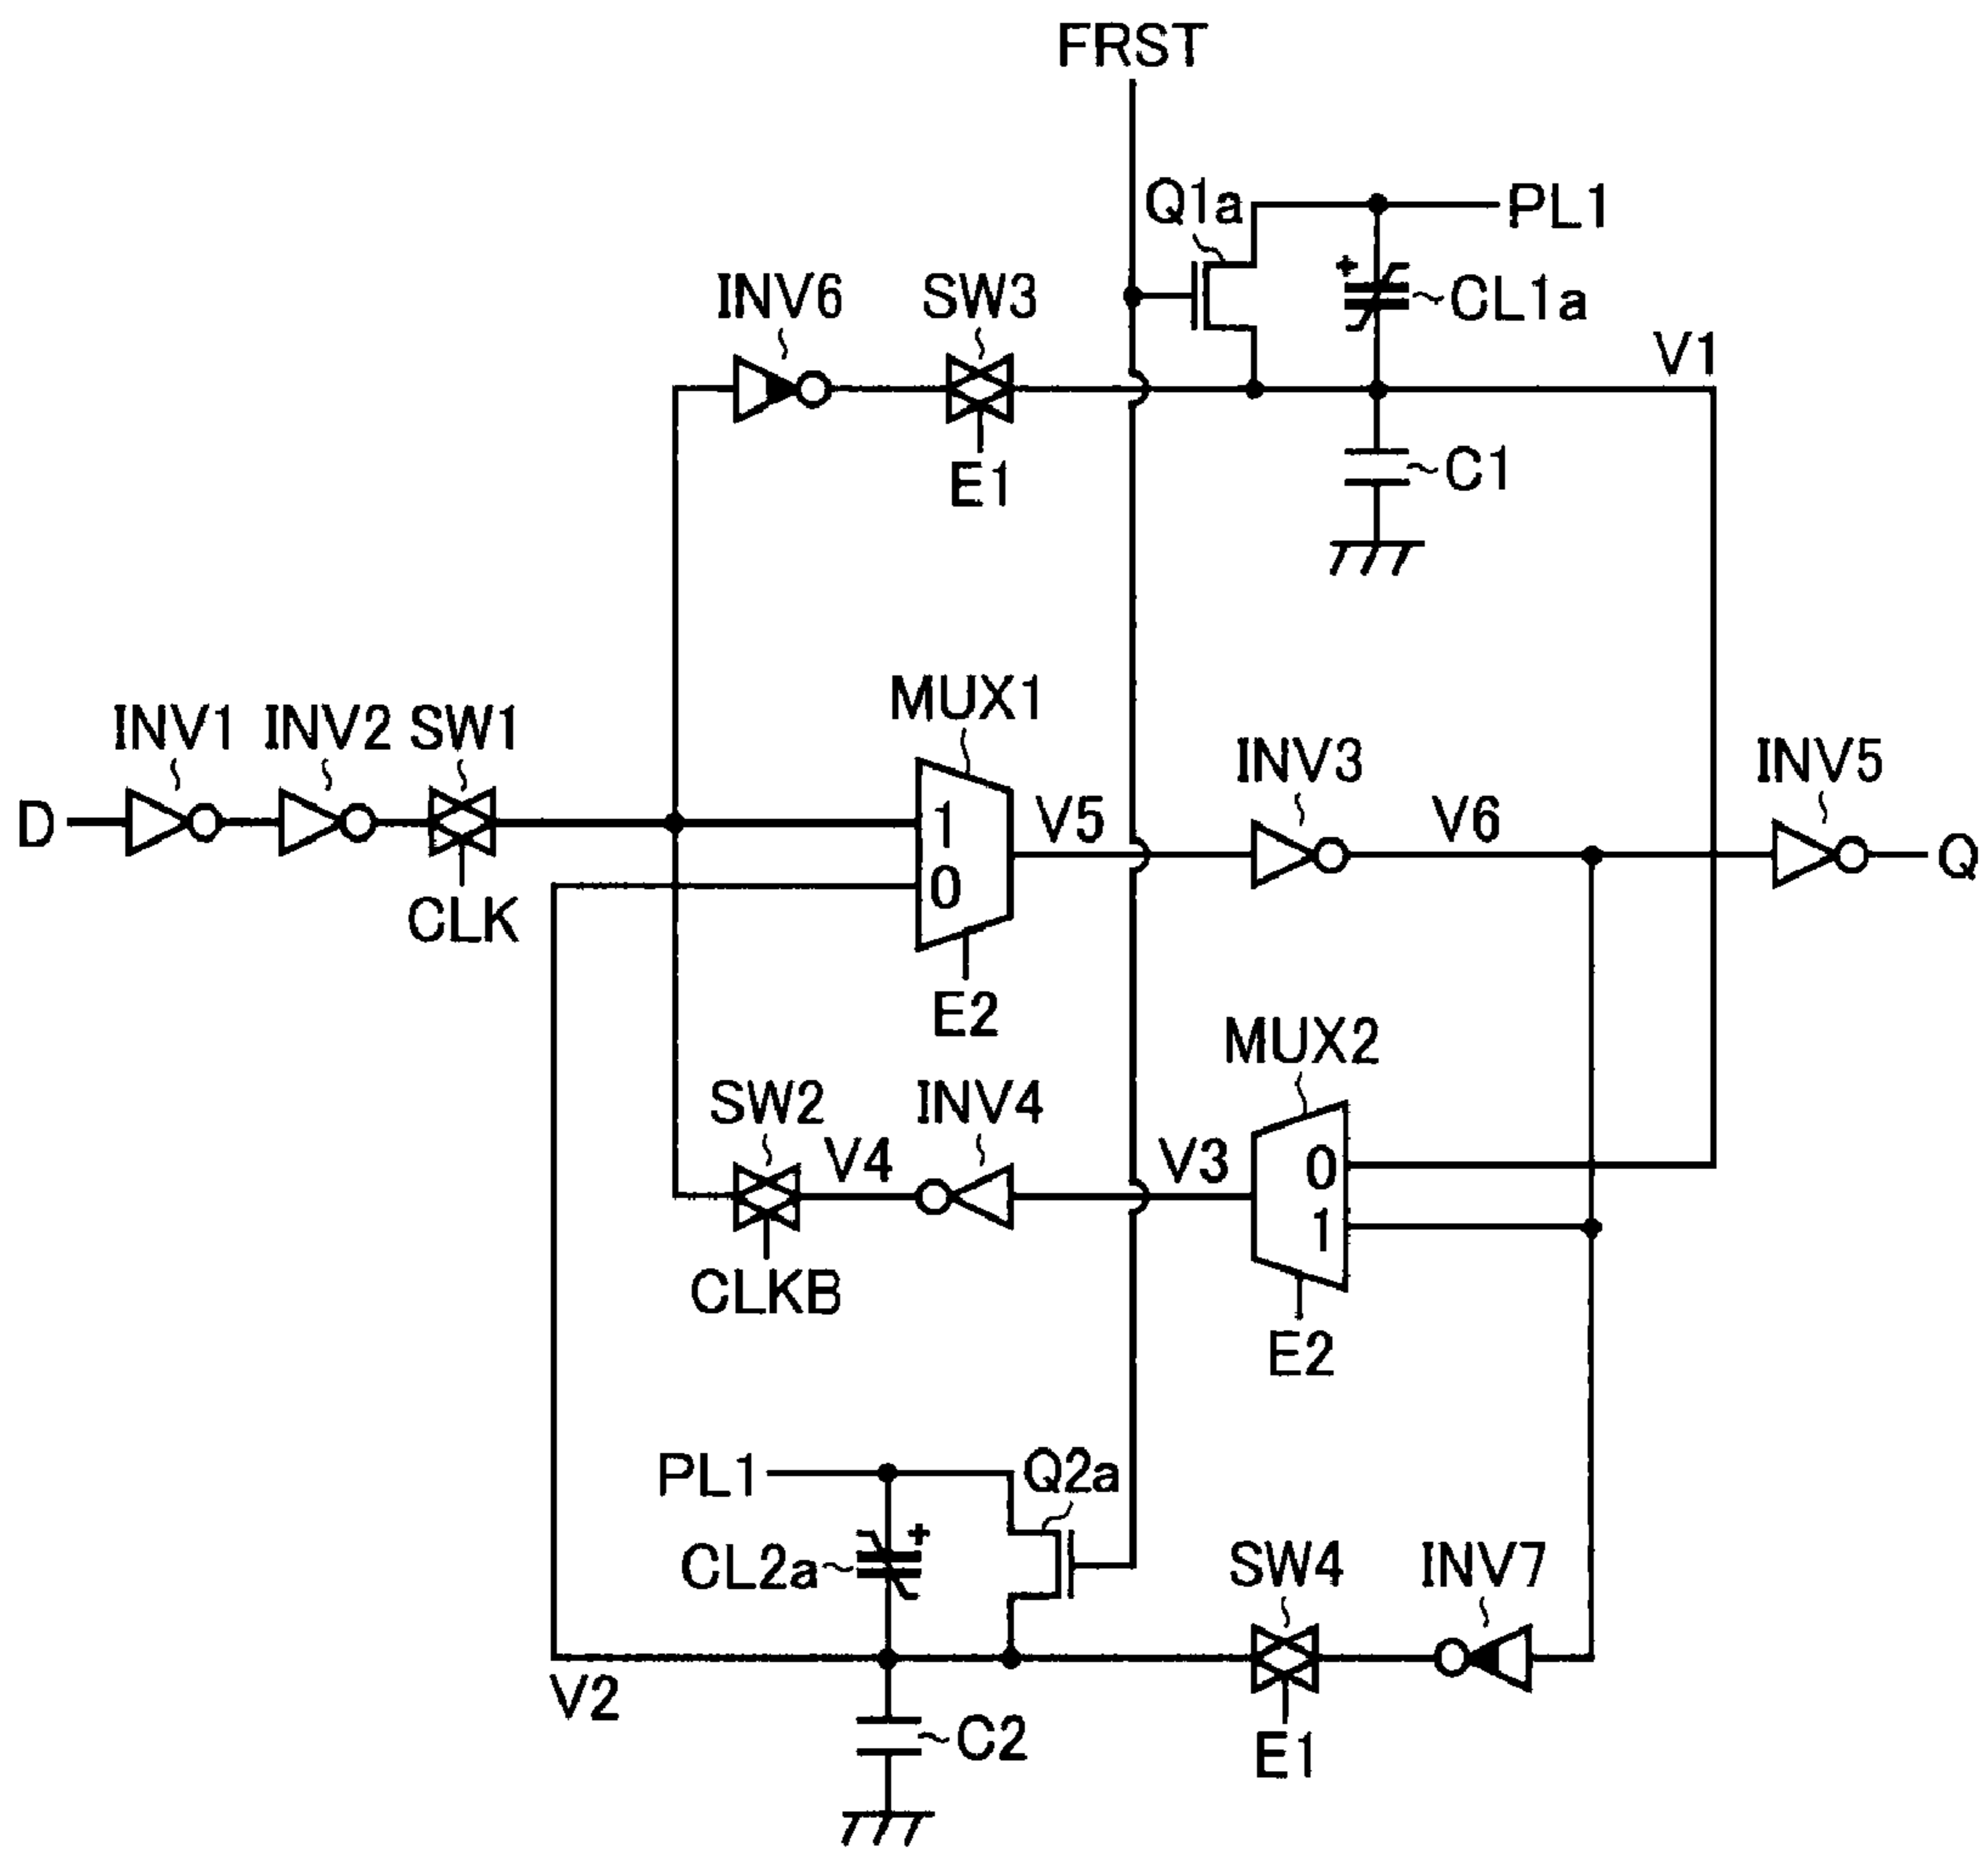 FRST
Q1a
PL1
INV6
SW3
+
CL1a
V1
E1
C1
MUX1
INV1
INV2
SW1
INV3
INV5
D
1
V5
V6
Q
0
CLK
E2
MUX2
SW2
INV4
V4
V3
0
1
CLKB
E2
PL1
Q2a
+
CL2a
SW4
INV7
V2
C2
E1